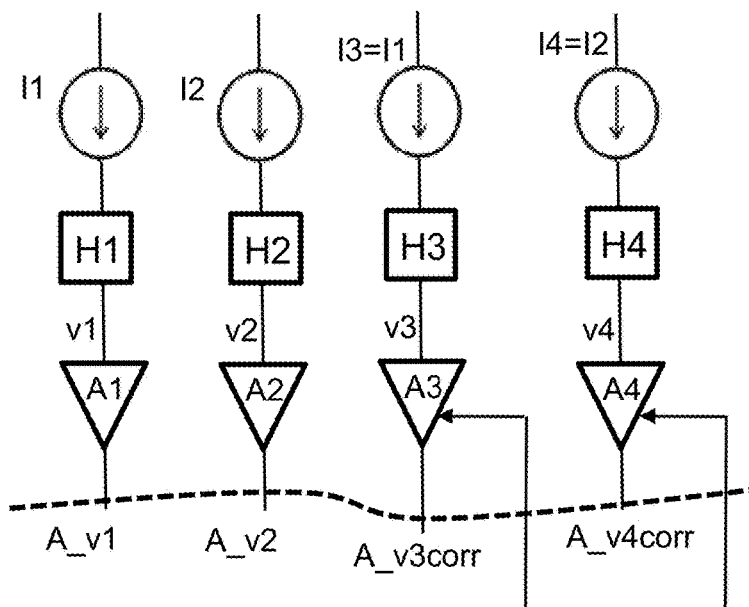 I1 I2 I3=I1 I4=I2
H1 H2 H3 H4
v1 v2 v3 v4
A1 A2 A3 A4
A_v1 A_v2 A_v3corr A_v4corr